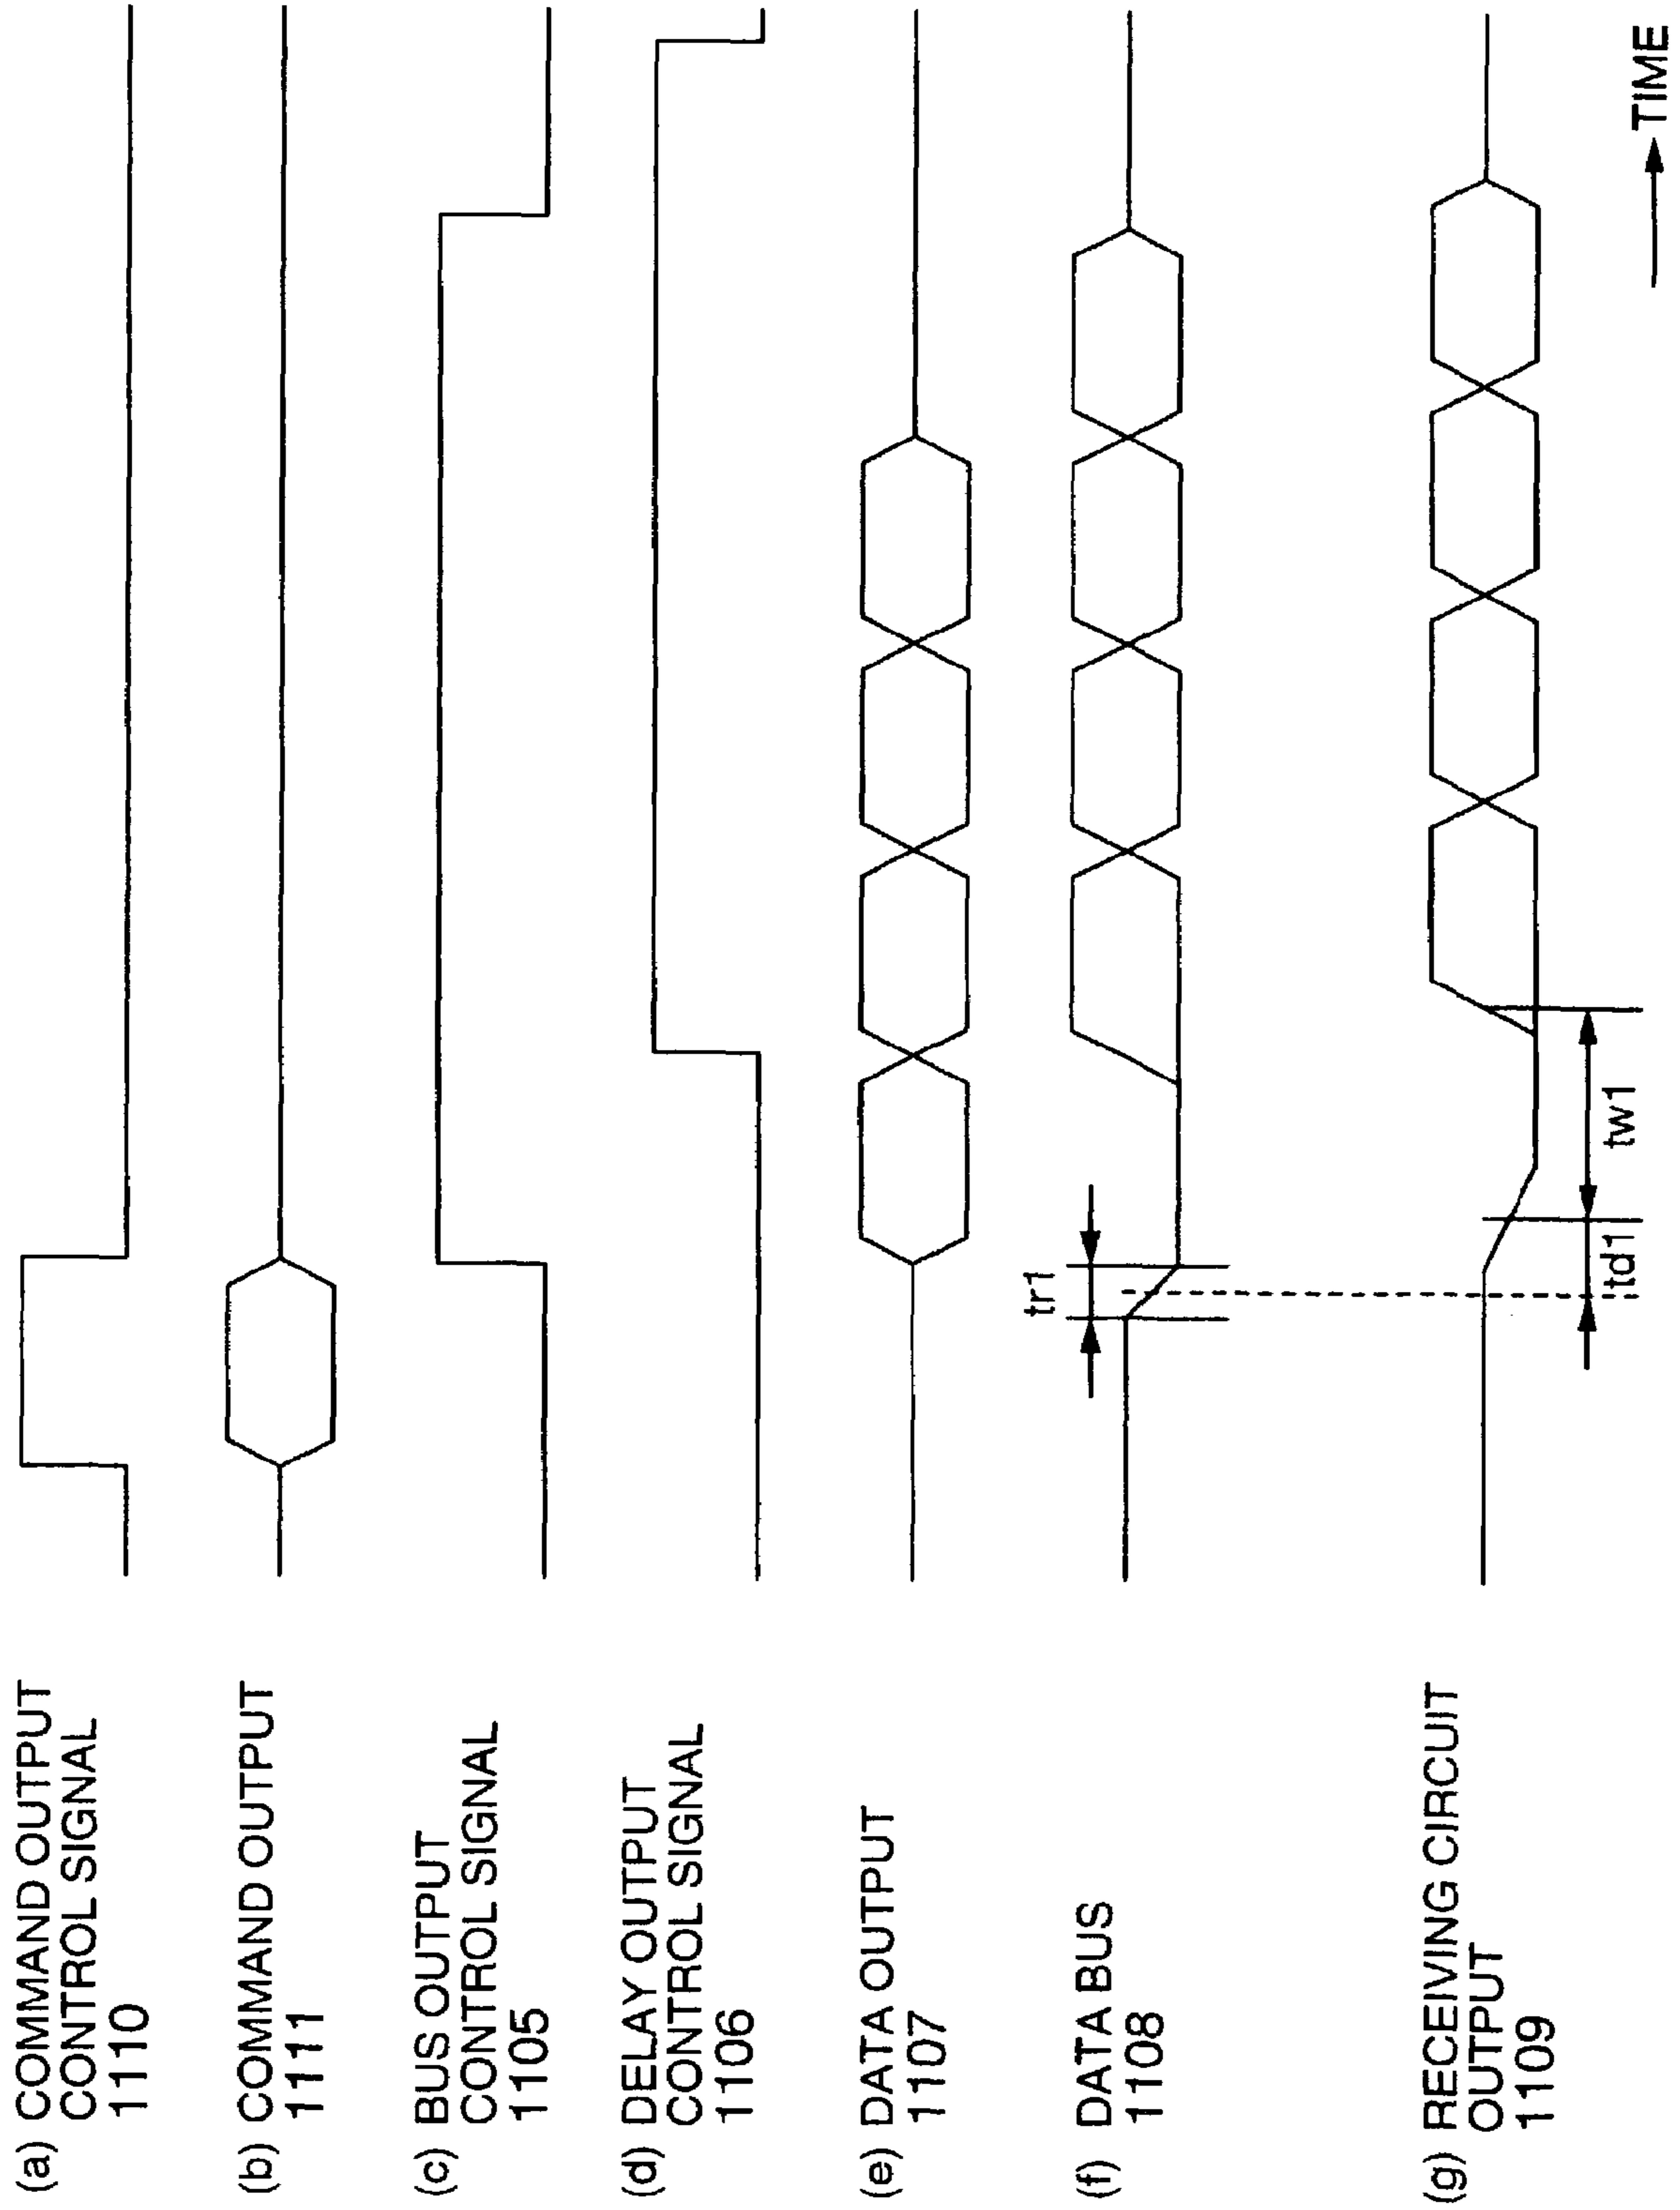 (a) COMMAND OUTPUT
CONTROL SIGNAL
1110
(b) COMMAND OUTPUT
1111
(c) BUS OUTPUT
CONTROL SIGNAL
1105
(d) DELAY OUTPUT
CONTROL SIGNAL
1106
(e) DATA OUTPUT
1107
(f) DATA BUS
1108
tr1
(g) RECEIVING CIRCUIT
OUTPUT
1109
td1
tw1
TIME